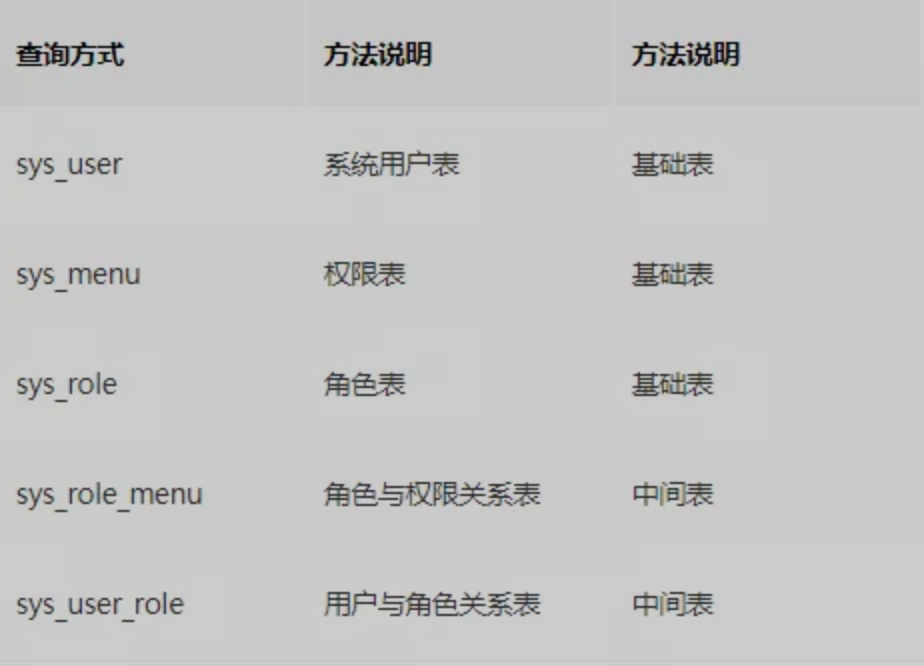 查询方式 方法说明 方法说明
sys_user 系统用户表 基础表
sys_menu 权限表 基础表
sys_role 角色表 基础表
sys_role_menu 角色与权限关系表 中间表
sys_user_role 用户与角色关系表 中间表